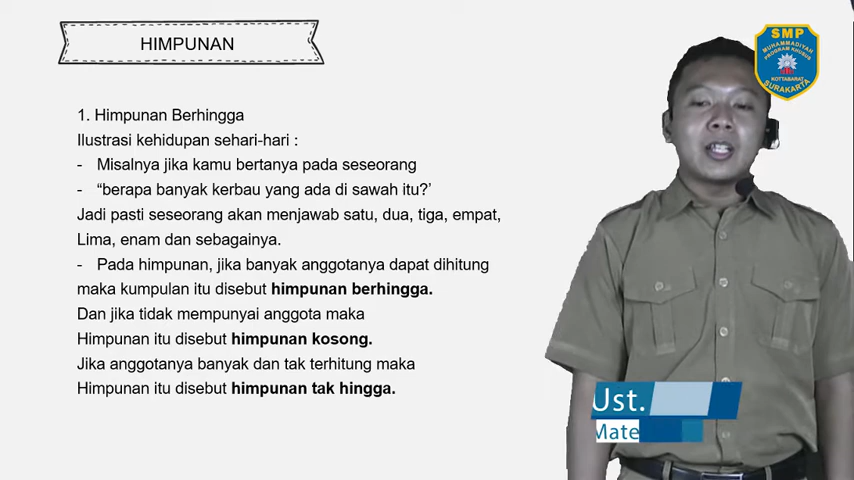 HIMPUNAN
SMP
MUHAMMADIYAH
PROGRAM KHUSUS
KOTTABARAT
SURAKARTA
1. Himpunan Berhingga
Ilustrasi kehidupan sehari-hari :
- Misalnya jika kamu bertanya pada seseorang
- “berapa banyak kerbau yang ada di sawah itu?’
Jadi pasti seseorang akan menjawab satu, dua, tiga, empat,
Lima, enam dan sebagainya.
- Pada himpunan, jika banyak anggotanya dapat dihitung
maka kumpulan itu disebut himpunan berhingga.
Dan jika tidak mempunyai anggota maka
Himpunan itu disebut himpunan kosong.
Jika anggotanya banyak dan tak terhitung maka
Himpunan itu disebut himpunan tak hingga.
Ust.
Mate